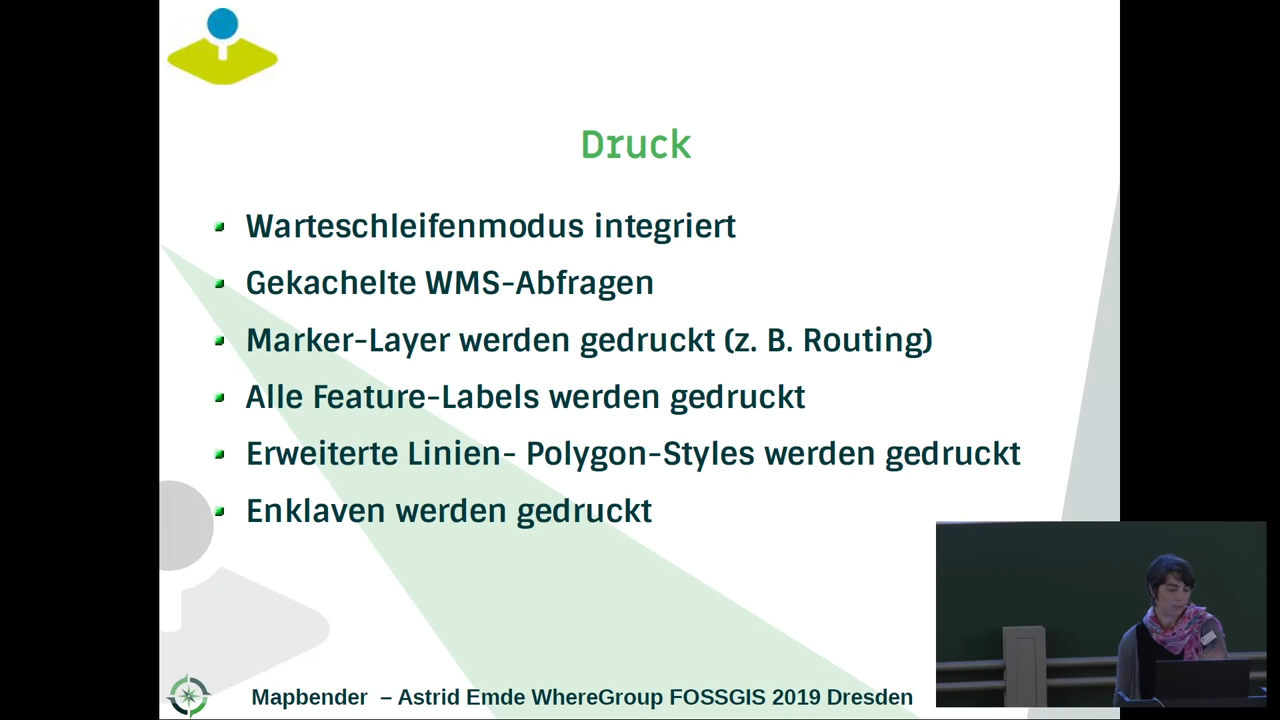 Druck
Warteschleifenmodus integriert
Gekachelte WMS-Abfragen
Marker-Layer werden gedruckt (z. B. Routing)
Alle Feature-Labels werden gedruckt
Erweiterte Linien- Polygon-Styles werden gedruckt
Enklaven werden gedruckt
Mapbender – Astrid Emde WhereGroup FOSSGIS 2019 Dresden